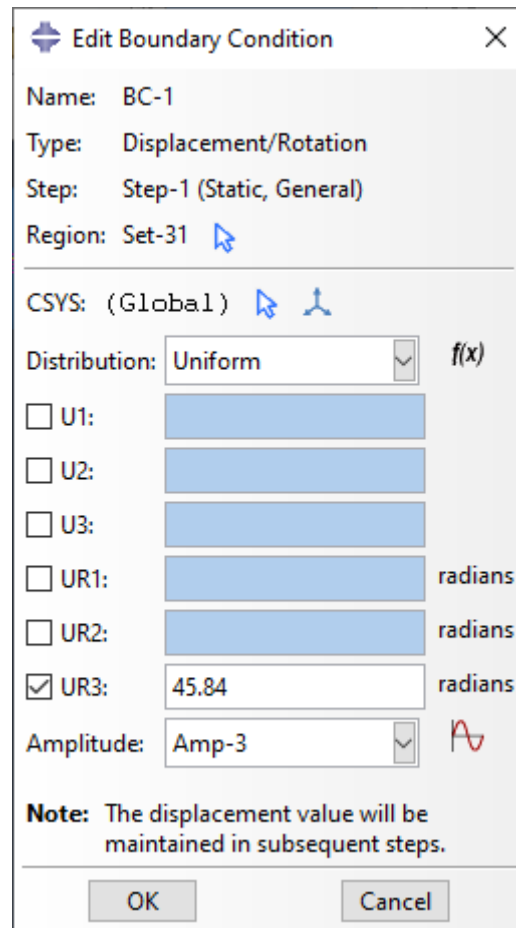 Edit Boundary Condition
Name: BC-1
Type: Displacement/Rotation
Step: Step-1 (Static, General)
Region: Set-31
CSYS: (Global)
Distribution: Uniform f(x)
U1:
U2:
U3:
UR1: radians
UR2: radians
UR3: 45.84 radians
Amplitude: Amp-3
Note: The displacement value will be
maintained in subsequent steps.
OK Cancel